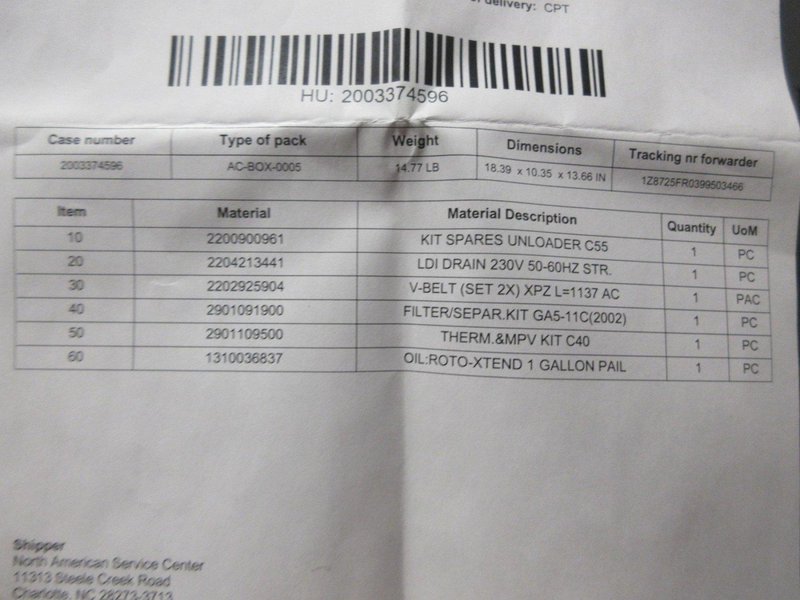 delivery: CPT
HU: 2003374596
Case number Type of pack Weight Dimensions Tracking nr forwarder
2003374596 AC-BOX-0005 14.77 LB 18.39 x 10.35 x 13.66 IN 1Z8725FR0399503466
Item Material Material Description Quantity UoM
10 2200900961 KIT SPARES UNLOADER C55 1 PC
20 2204213441 LDI DRAIN 230V 50-60HZ STR. 1 PC
30 2202925904 V-BELT (SET 2X) XPZ L=1137 AC 1 PAC
40 2901091900 FILTER/SEPAR.KIT GA5-11C(2002) 1 PC
50 2901109500 THERM.&MPV KIT C40 1 PC
60 1310036837 OIL:ROTO-XTEND 1 GALLON PAIL 1 PC
Shipper
North American Service Center
11313 Steele Creek Road
Charlotte, NC 28273-3713